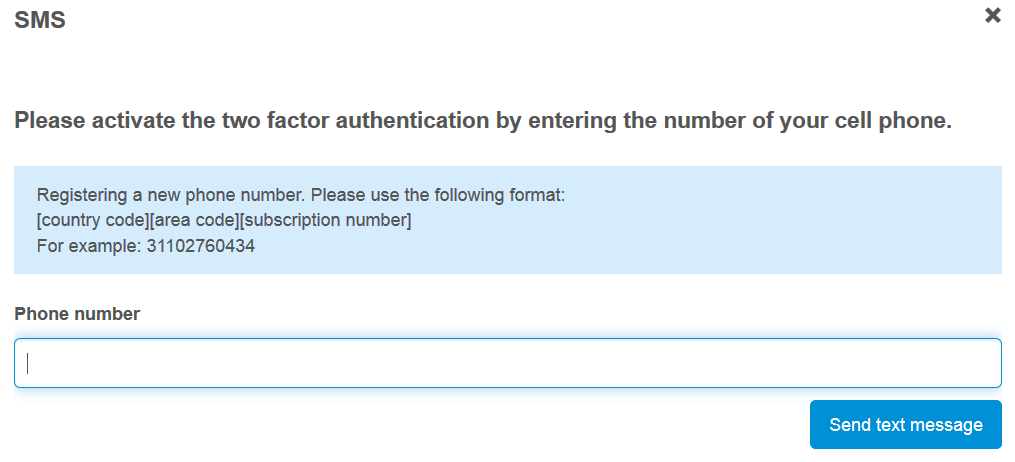 SMS
Please activate the two factor authentication by entering the number of your cell phone.
Registering a new phone number. Please use the following format:
[country code][area code][subscription number]
For example: 31102760434
Phone number
Send text message